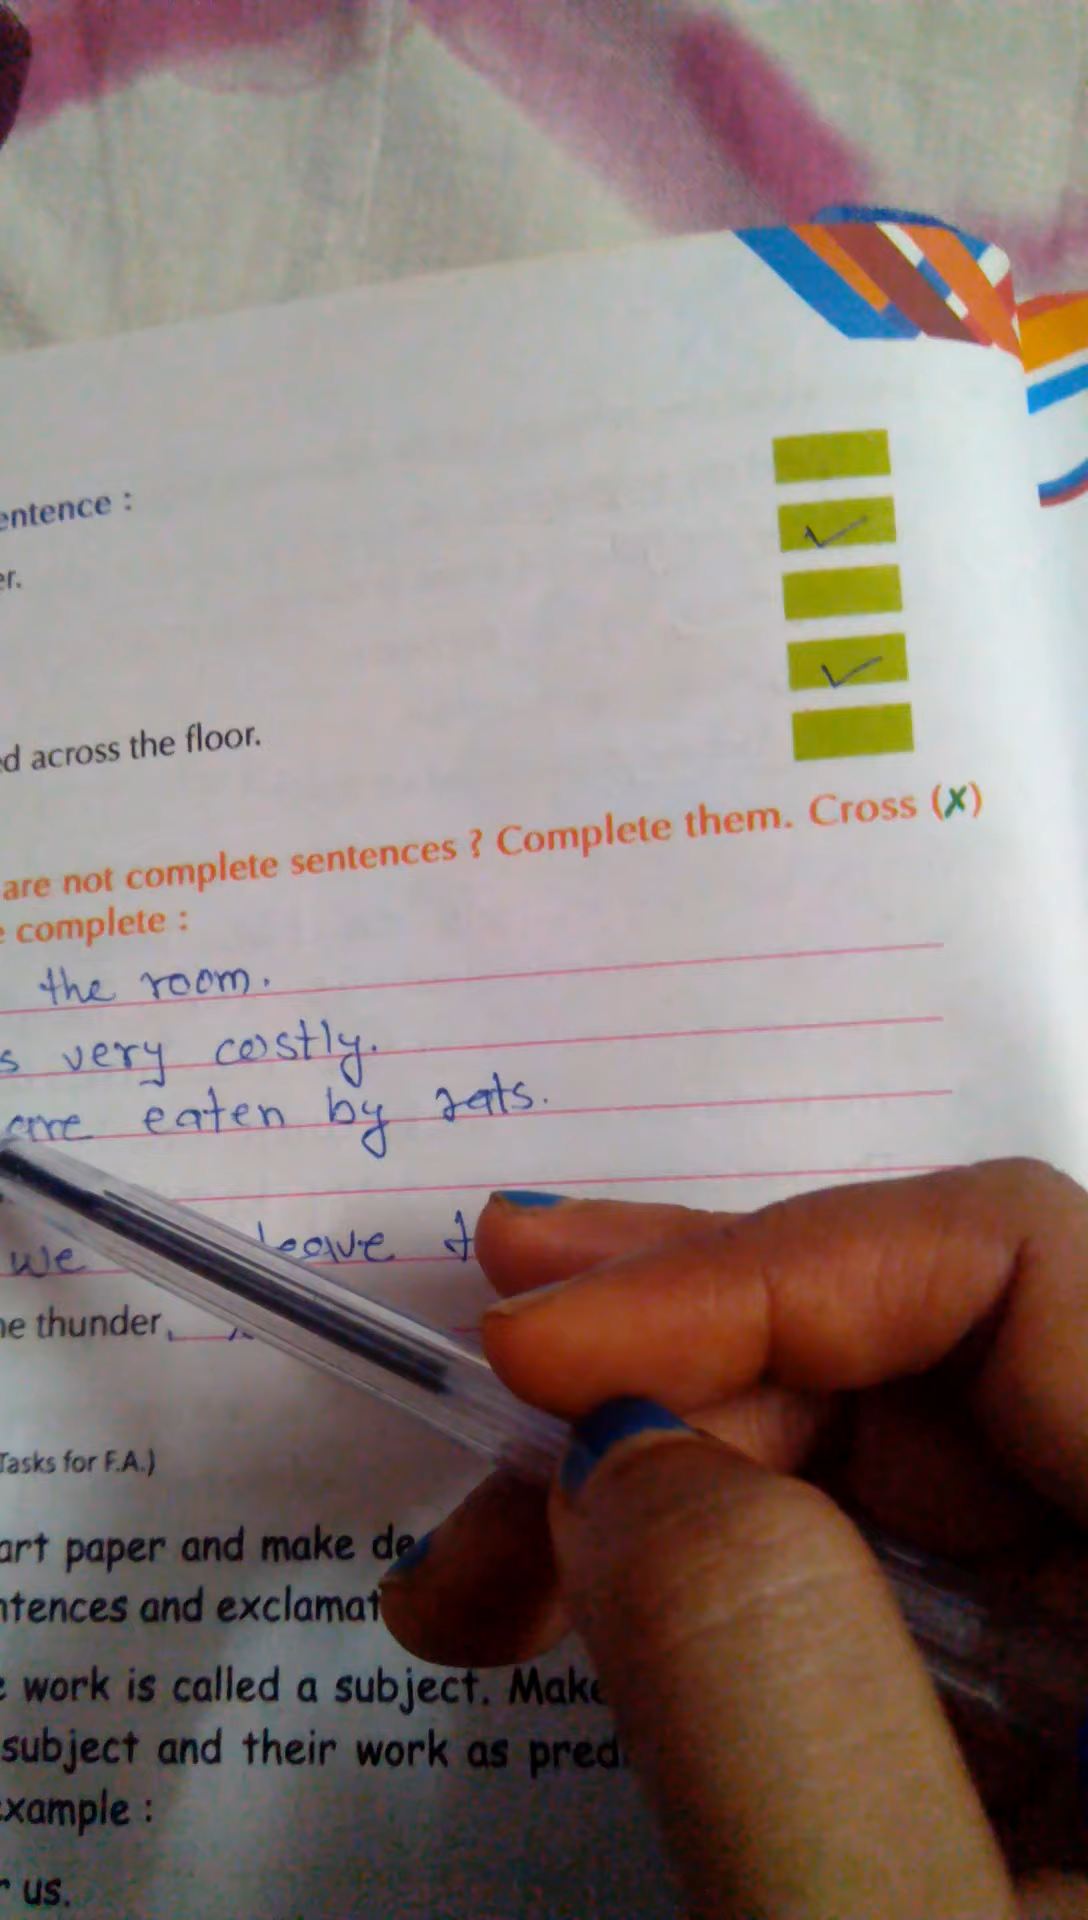 entence :
er.
ed across the floor.
are not complete sentences ? Complete them. Cross (✗)
e complete :
the room.
s very costly.
are eaten by rats.
we leave
he thunder,
Tasks for F.A.)
art paper and make de
ntences and exclamat
e work is called a subject. Make
subject and their work as pred
example :
r us.